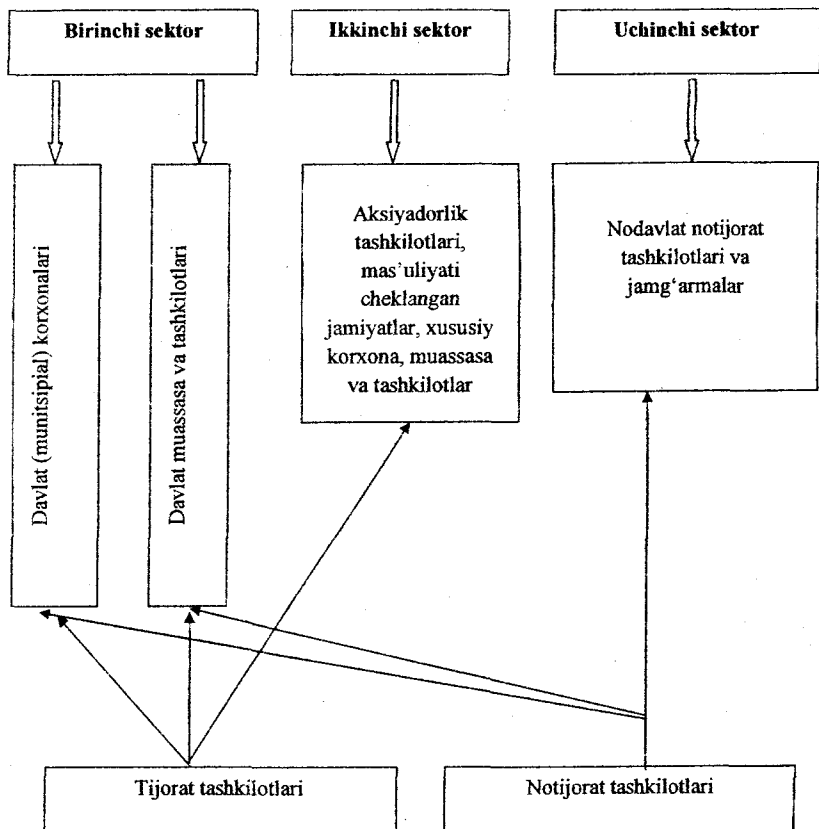 Birinchi sektor
Ikkinchi sektor
Uchinchi sektor
Davlat (munitsipial) korxonalari
Davlat muassasa va tashkilotlari
Aksiyadorlik
tashkilotlari,
mas’uliyati
cheklangan
jamiyatlar, xususiy
korxona, muassasa
va tashkilotlar
Nodavlat notijorat
tashkilotlari va
jamg‘armalar
Tijorat tashkilotlari
Notijorat tashkilotlari